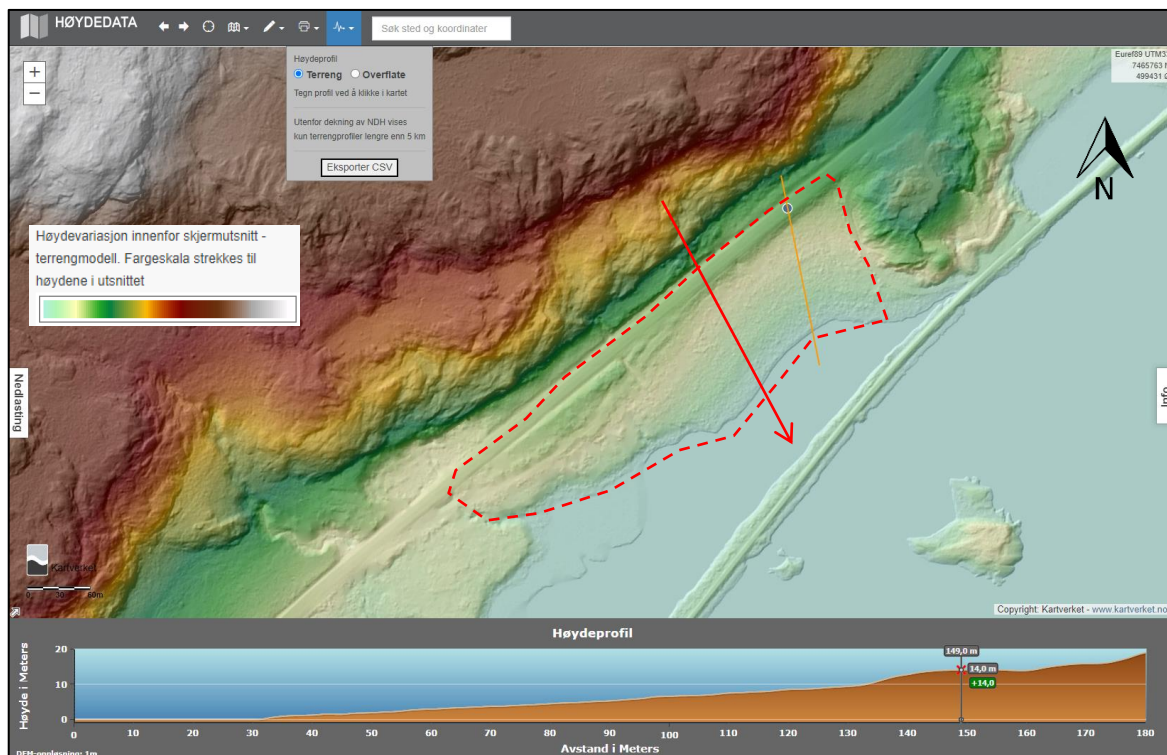 HØYDEDATA
Søk sted og koordinater
Høydeprofil
Terreng Overflate
Tegn profil ved å klikke i kartet
Utenfor dekning av NDH vises
kun terrengprofiler lengre enn 5 km
Eksporter CSV
+
−
7465763
499431
N
Høydevariasjon innenfor skjermutsnitt -
terrengmodell. Fargeskala strekkes til
høydene i utsnittet
Nedlasting
Info
Kartverket
0 30 60m
Copyright: Kartverket - www.kartverket.no
Høydeprofil
Høyde i Meters
20
10
0
149,0 m
14,0 m
+14,0
0 10 20 30 40 50 60 70 80 90 100 110 120 130 140 150 160 170 180
Avstand i Meters
DEM-oppløsning: 1m